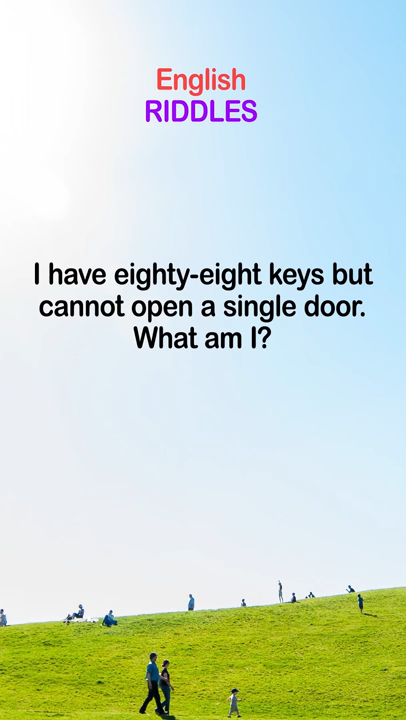 English
RIDDLES
I have eighty-eight keys but
cannot open a single door.
What am I?